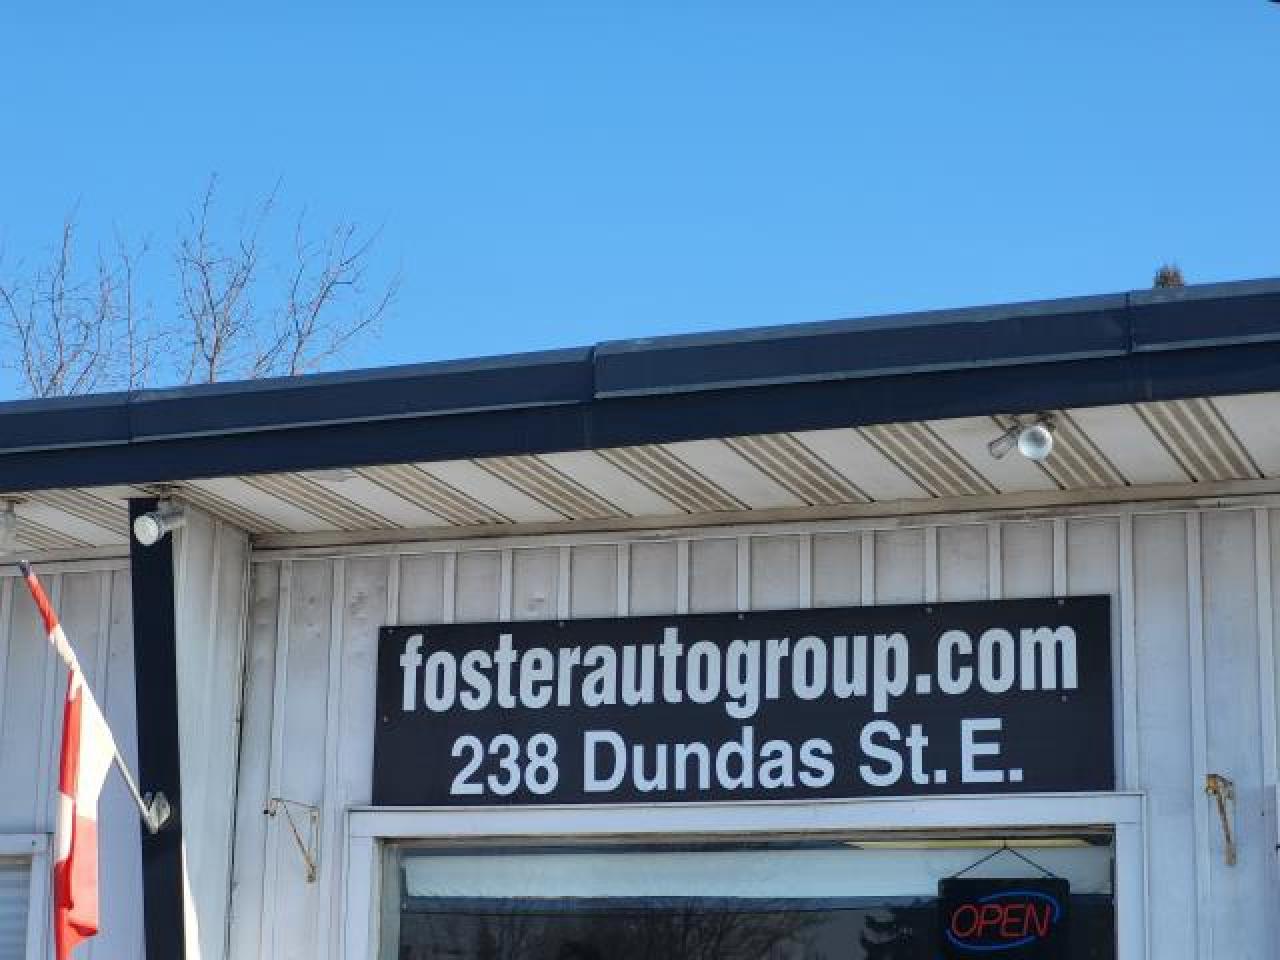 fosterautogroup.com
238 Dundas St. E.
OPEN